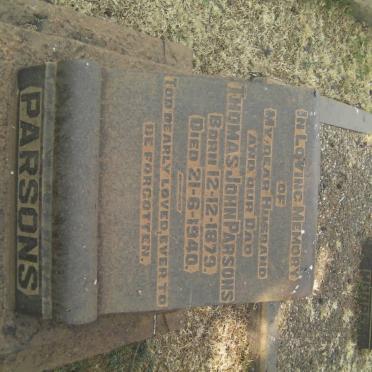 IN LOVING MEMORY
OF
MY DEAR HUSBAND
AND OUR DAD
THOMAS JOHN PARSONS
BORN 12-12-1879.
DIED 21-6-1940.
TOO DEARLY LOVED, EVER TO
BE FORGOTTEN.
PARSONS